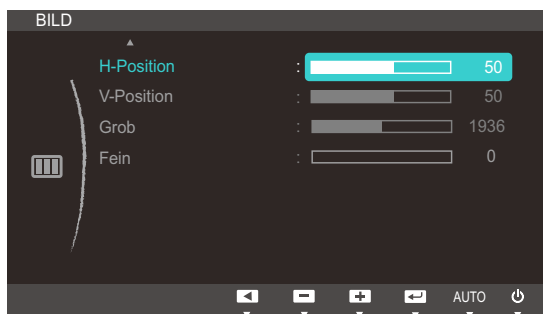 BILD
H-Position : 50
V-Position : 50
Grob : 1936
Fein : 0
AUTO